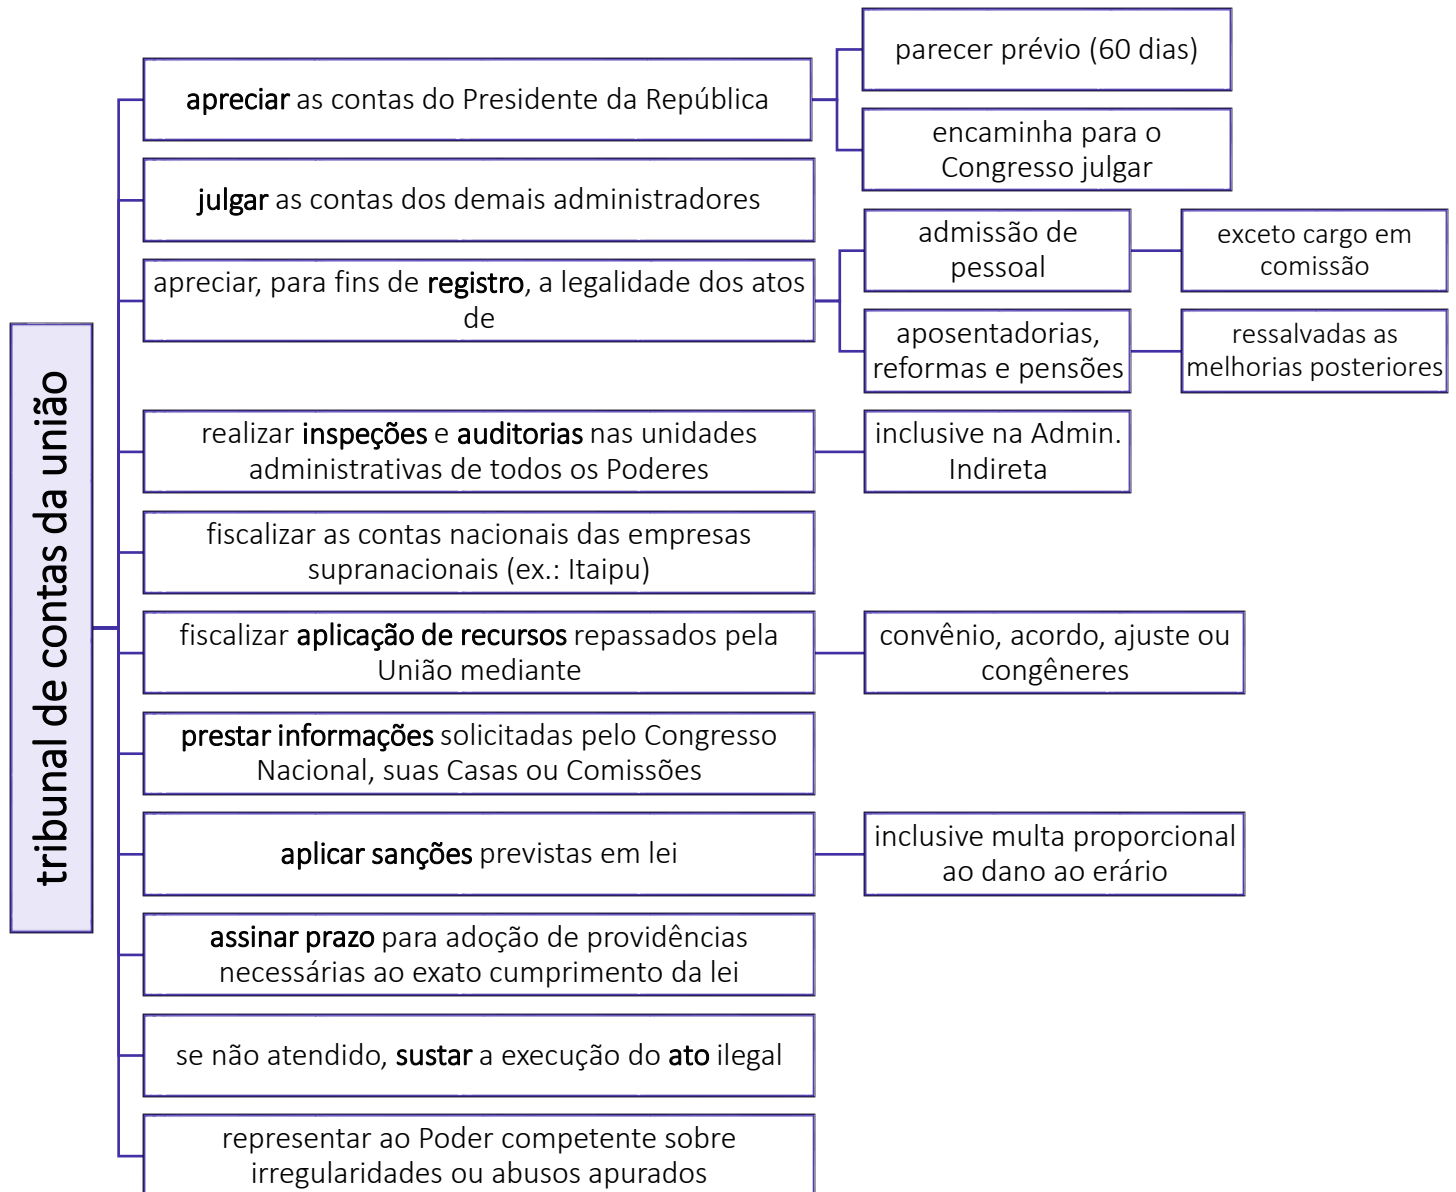 tribunal de contas da união
apreciar as contas do Presidente da República
parecer prévio (60 dias)
encaminha para o
Congresso julgar
julgar as contas dos demais administradores
apreciar, para fins de registro, a legalidade dos atos
de
admissão de
pessoal
exceto cargo em
comissão
aposentadorias,
reformas e pensões
ressalvadas as
melhorias posteriores
realizar inspeções e auditorias nas unidades
administrativas de todos os Poderes
inclusive na Admin.
Indireta
fiscalizar as contas nacionais das empresas
supranacionais (ex.: Itaipu)
fiscalizar aplicação de recursos repassados pela
União mediante
convênio, acordo, ajuste ou
congêneres
prestar informações solicitadas pelo Congresso
Nacional, suas Casas ou Comissões
aplicar sanções previstas em lei
inclusive multa proporcional
ao dano ao erário
assinar prazo para adoção de providências
necessárias ao exato cumprimento da lei
se não atendido, sustar a execução do ato ilegal
representar ao Poder competente sobre
irregularidades ou abusos apurados